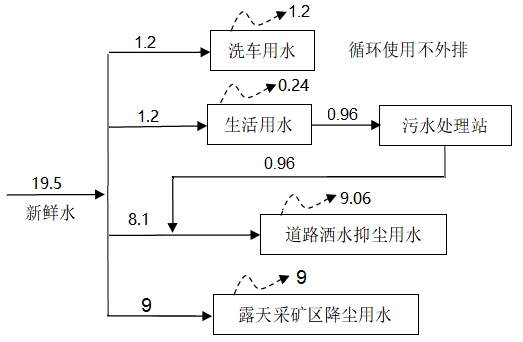 1.2
1.2
洗车用水
循环使用不外排
0.24
1.2
生活用水
0.96
污水处理站
0.96
19.5
新鲜水
9.06
8.1
道路洒水抑尘用水
9
9
露天采矿区降尘用水